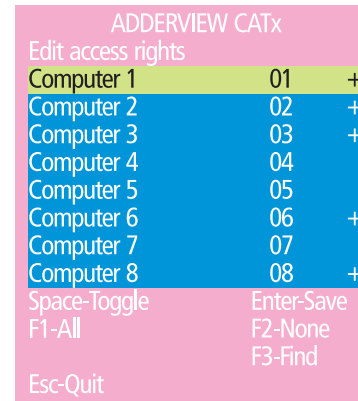 ADDERVIEW CATx
Edit access rights
Computer 1 01 +
Computer 2 02 +
Computer 3 03 +
Computer 4 04
Computer 5 05
Computer 6 06 +
Computer 7 07
Computer 8 08 +
Space-Toggle Enter-Save
F1-All F2-None
F3-Find
Esc-Quit